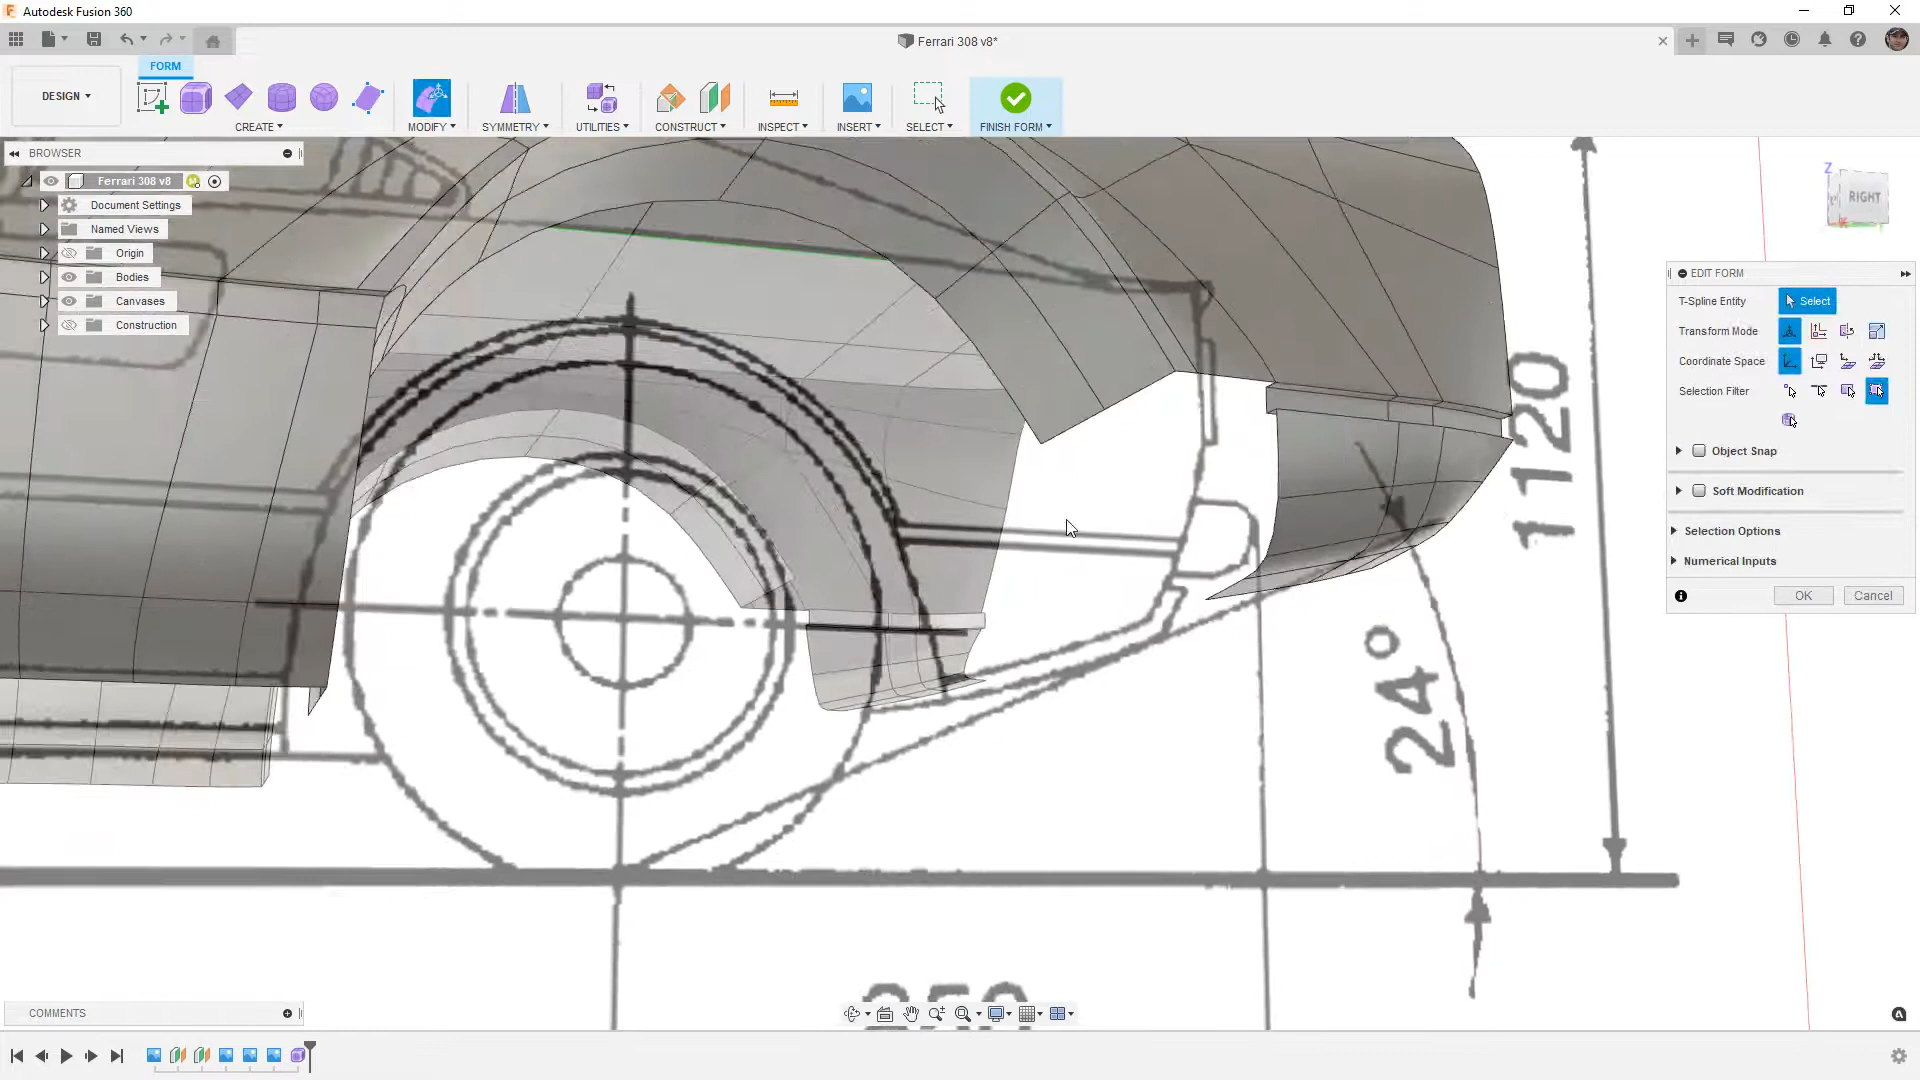 Autodesk Fusion 360
Ferrari 308 v8*
FORM
DESIGN
CREATE
MODIFY
SYMMETRY
UTILITIES
CONSTRUCT
INSPECT
INSERT
SELECT
FINISH FORM
BROWSER
Ferrari 308 v8
Document Settings
Named Views
Origin
Bodies
Canvases
Construction
Z
RIGHT
EDIT FORM
T-Spline Entity
Select
Transform Mode
Coordinate Space
Selection Filter
Object Snap
Soft Modification
Selection Options
Numerical Inputs
OK
Cancel
1120
24°
COMMENTS